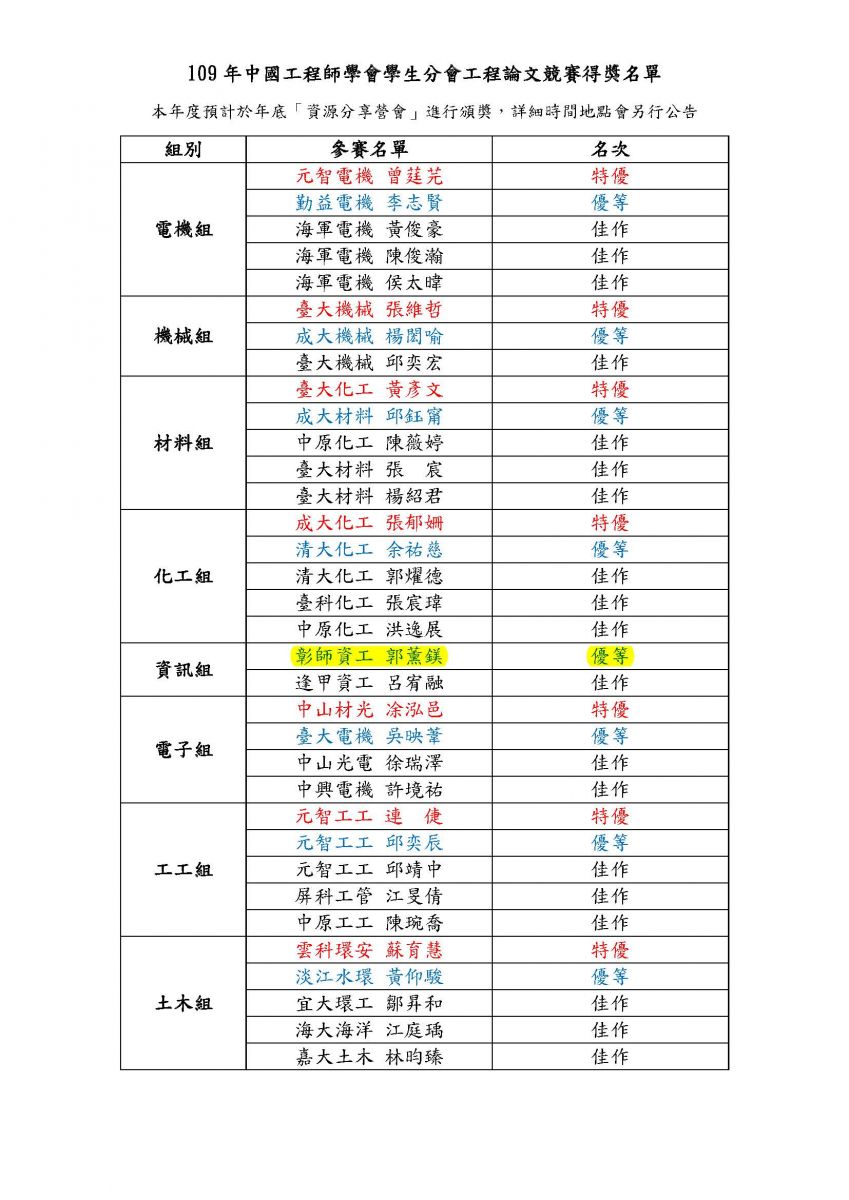 109 年中國工程師學會學生分會工程論文競賽得獎名單
本年度預計於年底「資源分享營會」進行頒獎，詳細時間地點會另行公告
組別 參賽名單 名次
電機組
元智電機 曾莛芫 特優
勤益電機 李志賢 優等
海軍電機 黃俊豪 佳作
海軍電機 陳俊瀚 佳作
海軍電機 侯太暐 佳作
機械組
臺大機械 張維哲 特優
成大機械 楊閎喻 優等
臺大機械 邱奕宏 佳作
材料組
臺大化工 黃彥文 特優
成大材料 邱鈺甯 優等
中原化工 陳薇婷 佳作
臺大材料 張　宸 佳作
臺大材料 楊紹君 佳作
化工組
成大化工 張郁姍 特優
清大化工 余祐慈 優等
清大化工 郭燿德 佳作
臺科化工 張宸瑋 佳作
中原化工 洪逸展 佳作
資訊組
彰師資工 郭薰鎂 優等
逢甲資工 呂宥融 佳作
電子組
中山材光 凃泓邑 特優
臺大電機 吳映葦 優等
中山光電 徐瑞澤 佳作
中興電機 許境祐 佳作
工工組
元智工工 連　倢 特優
元智工工 邱奕辰 優等
元智工工 邱靖中 佳作
屏科工管 江旻倩 佳作
中原工工 陳琬喬 佳作
土木組
雲科環安 蘇育慧 特優
淡江水環 黃仰駿 優等
宜大環工 鄒昇和 佳作
海大海洋 江庭瑀 佳作
嘉大土木 林昀臻 佳作